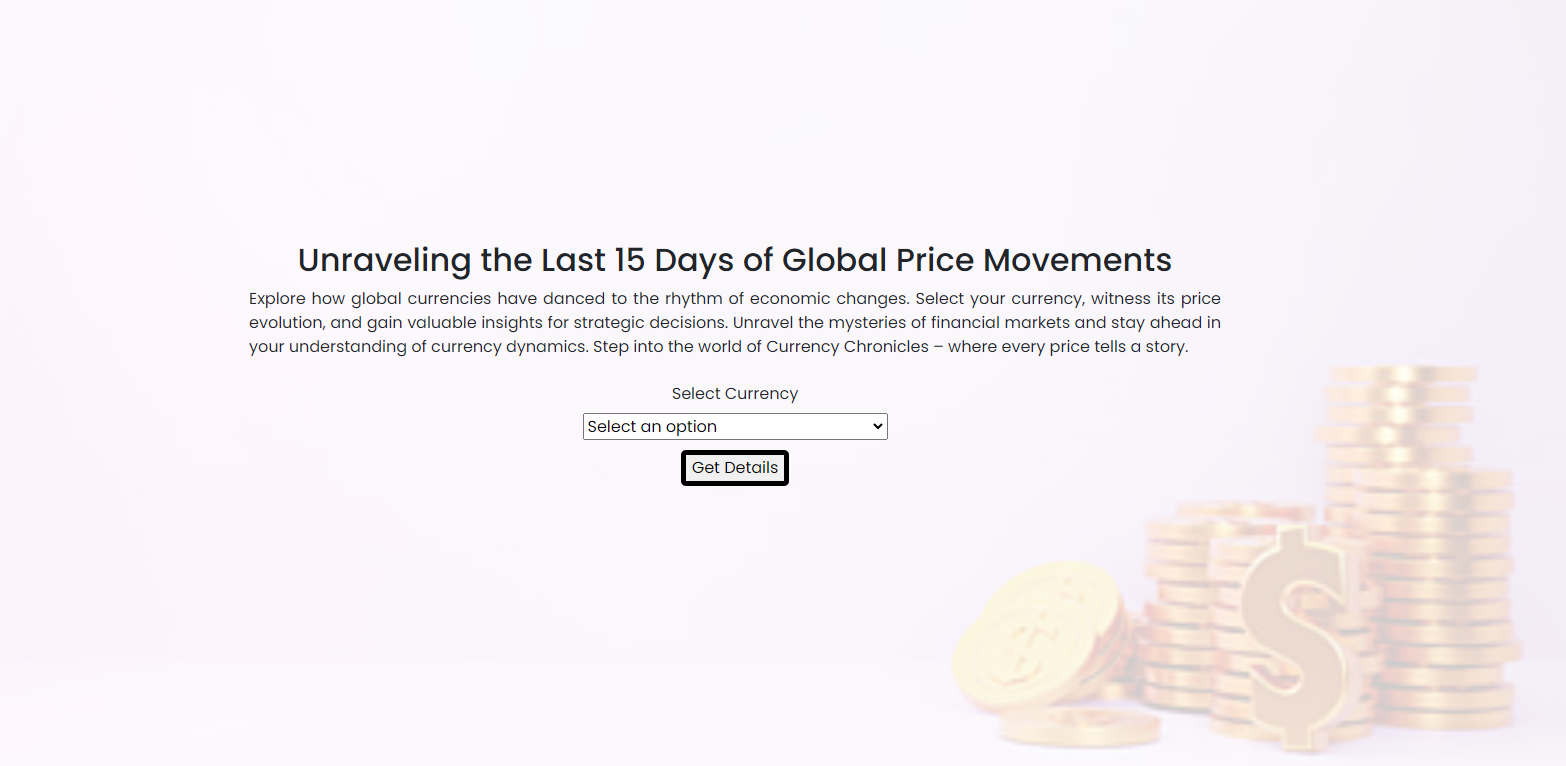 Unraveling the Last 15 Days of Global Price Movements
Explore how global currencies have danced to the rhythm of economic changes. Select your currency, witness its price
evolution, and gain valuable insights for strategic decisions. Unravel the mysteries of financial markets and stay ahead in
your understanding of currency dynamics. Step into the world of Currency Chronicles – where every price tells a story.
Select Currency
Select an option
Get Details
$